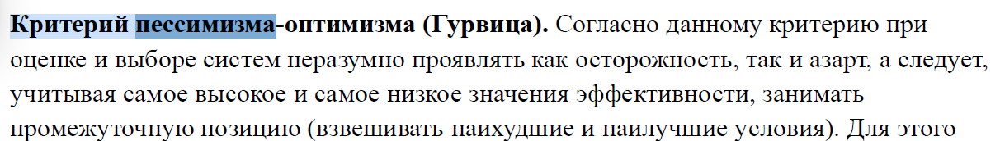 Критерий пессимизма-оптимизма (Гурвица). Согласно данному критерию при
оценке и выборе систем неразумно проявлять как осторожность, так и азарт, а следует,
учитывая самое высокое и самое низкое значения эффективности, занимать
промежуточную позицию (взвешивать наихудшие и наилучшие условия). Для этого